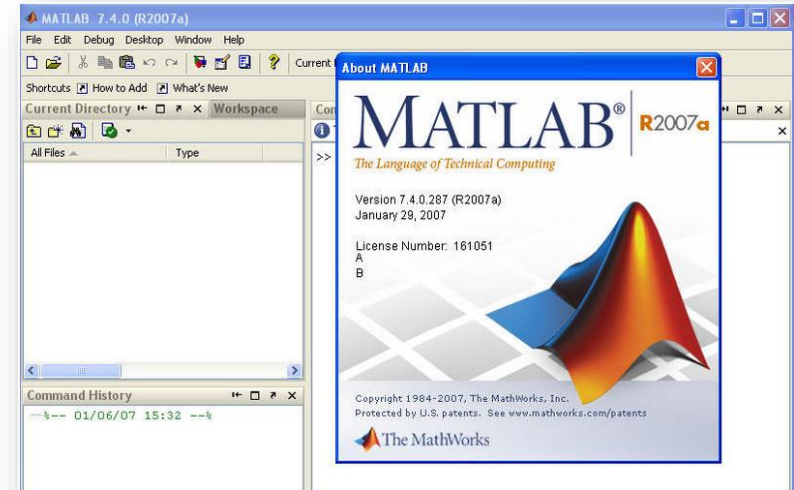 MATLAB 7.4.0 (R2007a)
File Edit Debug Desktop Window Help
Current
Shortcuts How to Add What's New
Current Directory Workspace
All Files Type
>>
Command History
%-- 01/06/07 15:32 --%
About MATLAB
MATLAB® R2007a
The Language of Technical Computing
Version 7.4.0.287 (R2007a)
January 29, 2007
License Number: 161051
A
B
Copyright 1984-2007, The MathWorks, Inc.
Protected by U.S. patents. See www.mathworks.com/patents
The MathWorks